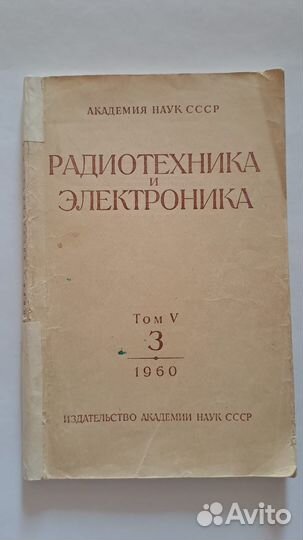 АКАДЕМИЯ НАУК СССР
РАДИОТЕХНИКА
И
ЭЛЕКТРОНИКА
Том V
3
1960
ИЗДАТЕЛЬСТВО АКАДЕМИИ НАУК СССР
Avito